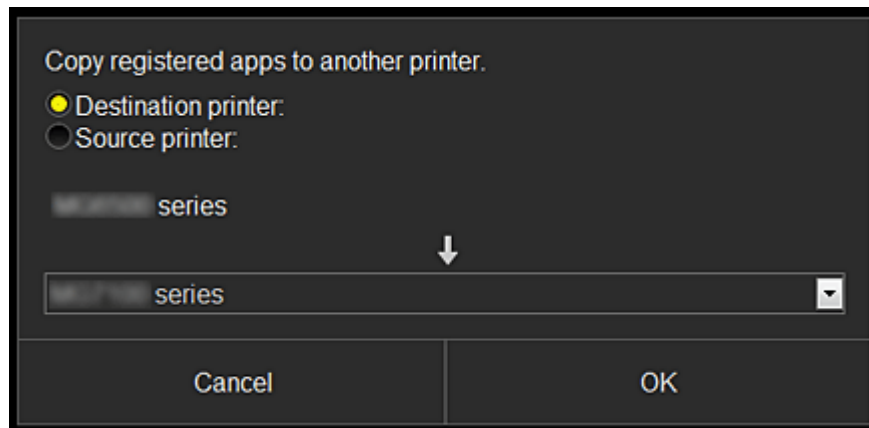 Copy registered apps to another printer.
Destination printer:
Source printer:
series
series
Cancel
OK